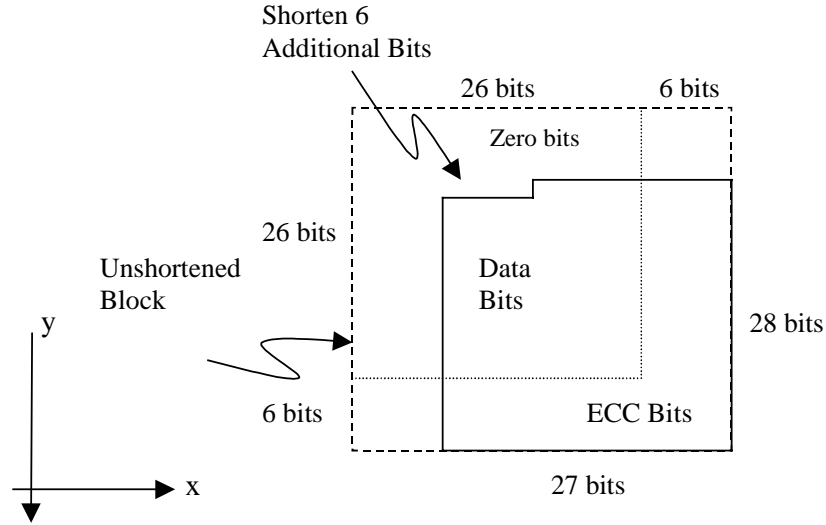 Shorten 6
Additional Bits
26 bits
6 bits
Zero bits
26 bits
Unshortened
Block
Data
Bits
28 bits
y
6 bits
ECC Bits
x
27 bits